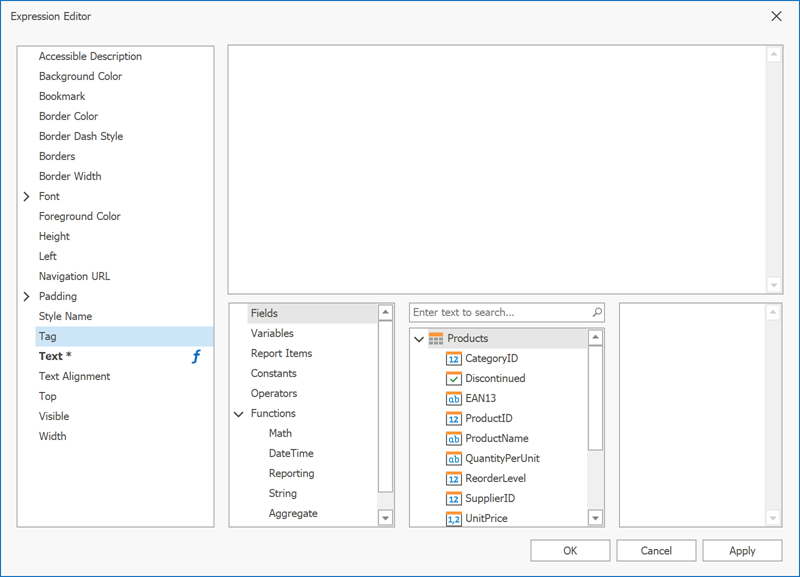 Expression Editor
Accessible Description
Background Color
Bookmark
Border Color
Border Dash Style
Borders
Border Width
Font
Foreground Color
Height
Left
Navigation URL
Padding
Style Name
Tag
Text *
f
Text Alignment
Top
Visible
Width
Fields
Variables
Report Items
Constants
Operators
Functions
Math
DateTime
Reporting
String
Aggregate
Enter text to search...
Products
12 CategoryID
Discontinued
ab EAN13
12 ProductID
ab ProductName
ab QuantityPerUnit
12 ReorderLevel
12 SupplierID
1,2 UnitPrice
OK
Cancel
Apply